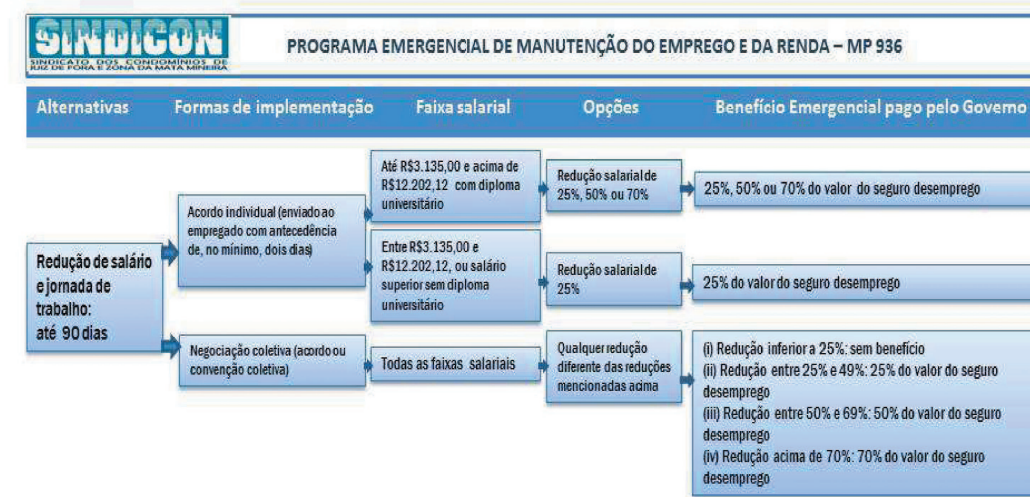 SINDICON
SINDICATO DOS CONDOMÍNIOS DE
JUIZ DE FORA E ZONA DA MATA MINEIRA
PROGRAMA EMERGENCIAL DE MANUTENÇÃO DO EMPREGO E DA RENDA – MP 936
Alternativas
Formas de implementação
Faixa salarial
Opções
Benefício Emergencial pago pelo Governo
Redução de salário
e jornada de
trabalho:
até 90 dias
Acordo individual (enviado ao
empregado com antecedência
de, no mínimo, dois dias)
Até R$3.135,00 e acima de
R$12.202,12 com diploma
universitário
Redução salarial de
25%, 50% ou 70%
25%, 50% ou 70% do valor do seguro desemprego
Entre R$3.135,00 e
R$12.202,12, ou salário
superior sem diploma
universitário
Redução salarial de
25%
25% do valor do seguro desemprego
Negociação coletiva (acordo ou
convenção coletiva)
Todas as faixas salariais
Qualquer redução
diferente das reduções
mencionadas acima
(i) Redução inferior a 25%: sem benefício
(ii) Redução entre 25% e 49%: 25% do valor do seguro
desemprego
(iii) Redução entre 50% e 69%: 50% do valor do seguro
desemprego
(iv) Redução acima de 70%: 70% do valor do seguro
desemprego